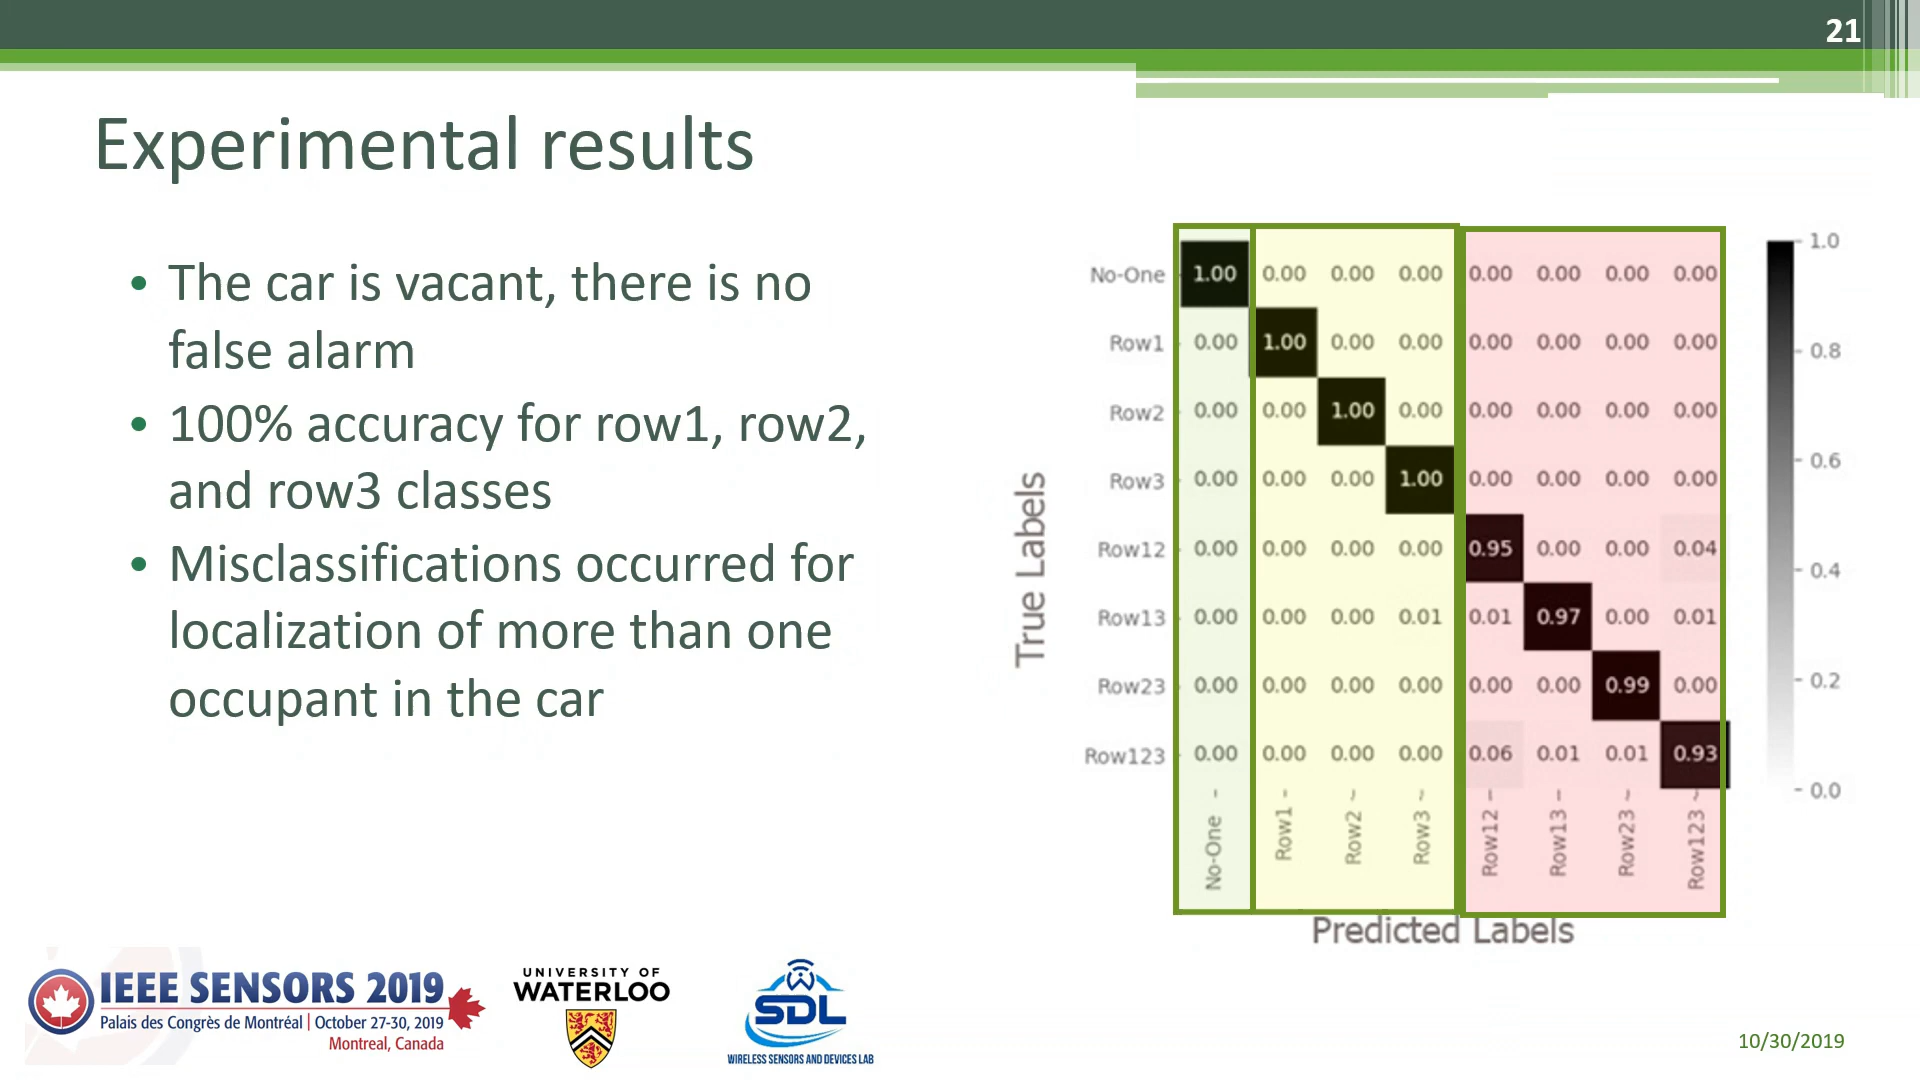 21
Experimental results
• The car is vacant, there is no
false alarm
• 100% accuracy for row1, row2,
and row3 classes
• Misclassifications occurred for
localization of more than one
occupant in the car
True Labels
No-One 1.00 0.00 0.00 0.00 0.00 0.00 0.00 0.00
Row1 0.00 1.00 0.00 0.00 0.00 0.00 0.00 0.00
Row2 0.00 0.00 1.00 0.00 0.00 0.00 0.00 0.00
Row3 0.00 0.00 0.00 1.00 0.00 0.00 0.00 0.00
Row12 0.00 0.00 0.00 0.00 0.95 0.00 0.00 0.04
Row13 0.00 0.00 0.00 0.01 0.01 0.97 0.00 0.01
Row23 0.00 0.00 0.00 0.00 0.00 0.00 0.99 0.00
Row123 0.00 0.00 0.00 0.00 0.06 0.01 0.01 0.93
No-One Row1 Row2 Row3 Row12 Row13 Row23 Row123
Predicted Labels
1.0
0.8
0.6
0.4
0.2
0.0
IEEE SENSORS 2019
Palais des Congrès de Montréal | October 27-30, 2019
Montreal, Canada
UNIVERSITY OF
WATERLOO
SDL
WIRELESS SENSORS AND DEVICES LAB
10/30/2019